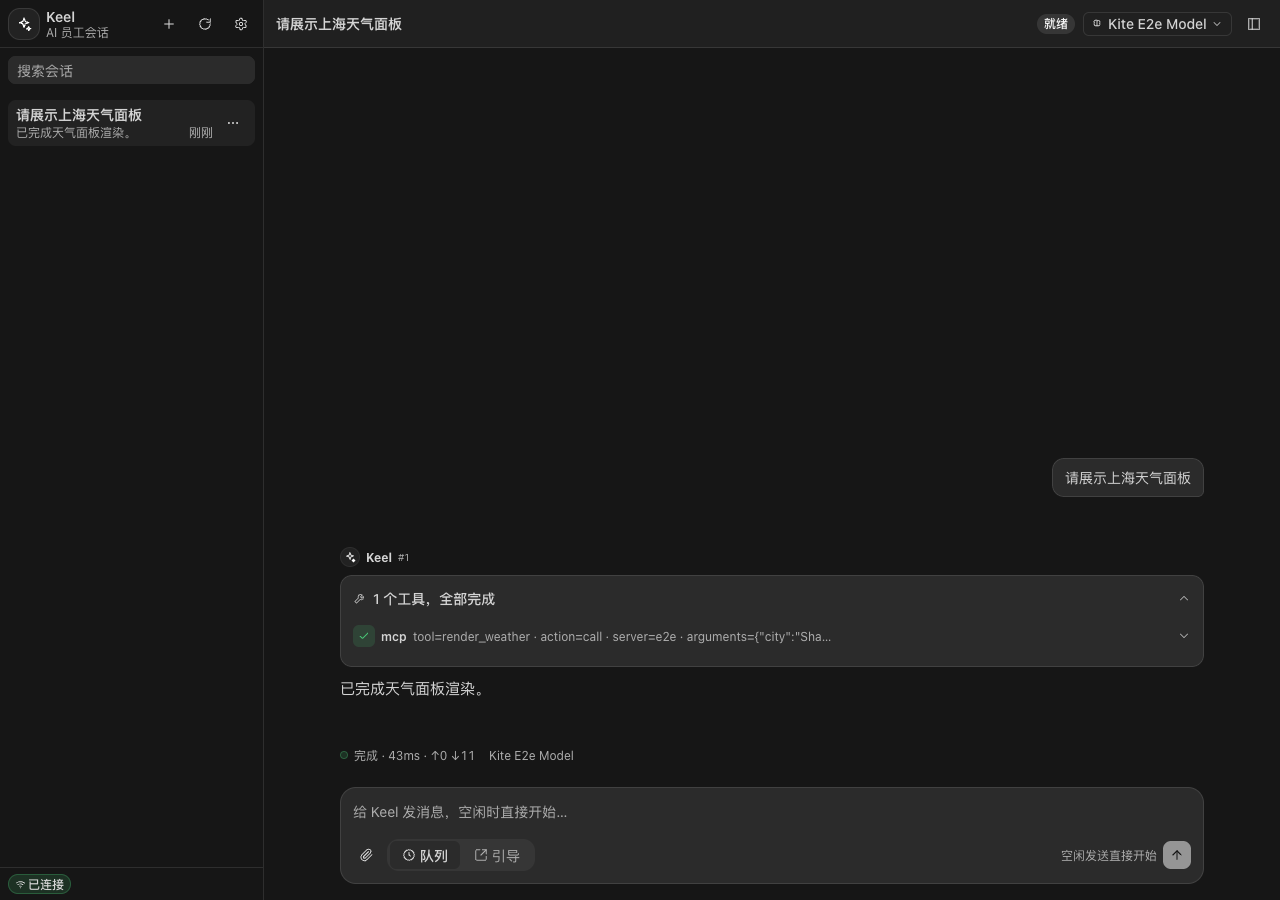 Keel
AI 员工会话
搜索会话
请展示上海天气面板
已完成天气面板渲染。 刚刚
已连接
请展示上海天气面板
就绪
Kite E2e Model
请展示上海天气面板
Keel #1
1 个工具，全部完成
mcp tool=render_weather · action=call · server=e2e · arguments={"city":"Sha...
已完成天气面板渲染。
完成 · 43ms · ↑0 ↓11 Kite E2e Model
给 Keel 发消息，空闲时直接开始...
队列 引导 空闲发送直接开始